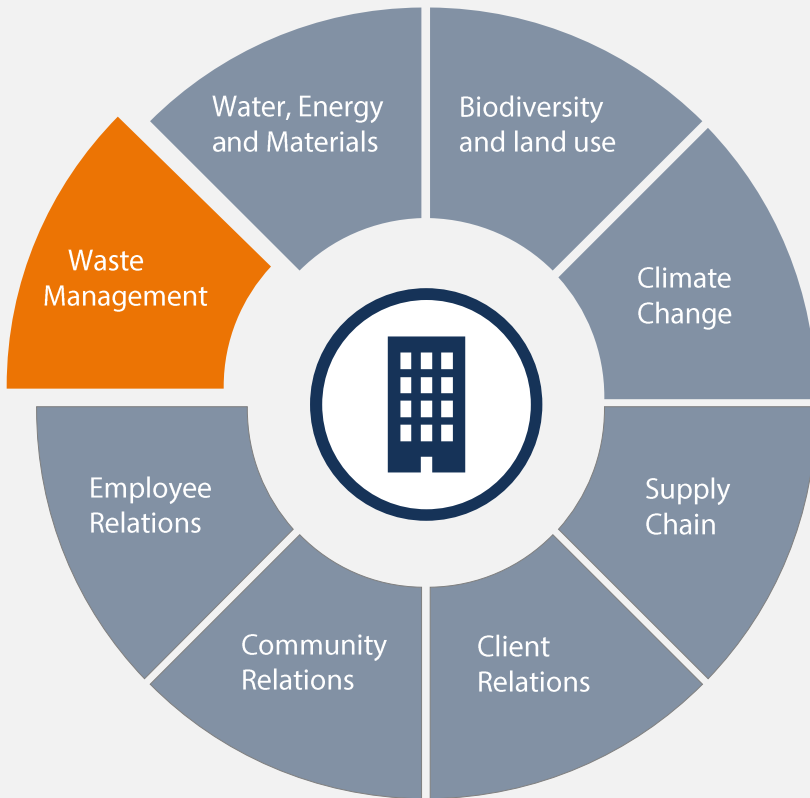 Water, Energy
and Materials
Biodiversity
and land use
Waste
Management
Climate
Change
Employee
Relations
Supply
Chain
Community
Relations
Client
Relations